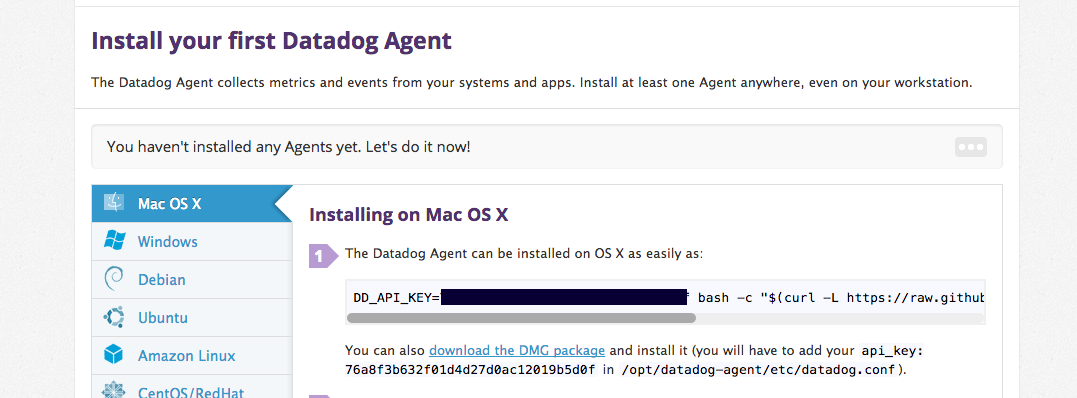 Install your first Datadog Agent
The Datadog Agent collects metrics and events from your systems and apps. Install at least one Agent anywhere, even on your workstation.
You haven't installed any Agents yet. Let's do it now!
Mac OS X
Windows
Debian
Ubuntu
Amazon Linux
CentOS/RedHat
Installing on Mac OS X
1 The Datadog Agent can be installed on OS X as easily as:
DD_API_KEY= bash -c "$(curl -L https://raw.github
You can also download the DMG package and install it (you will have to add your api_key:
76a8f3b632f01d4d27d0ac12019b5d0f in /opt/datadog-agent/etc/datadog.conf).